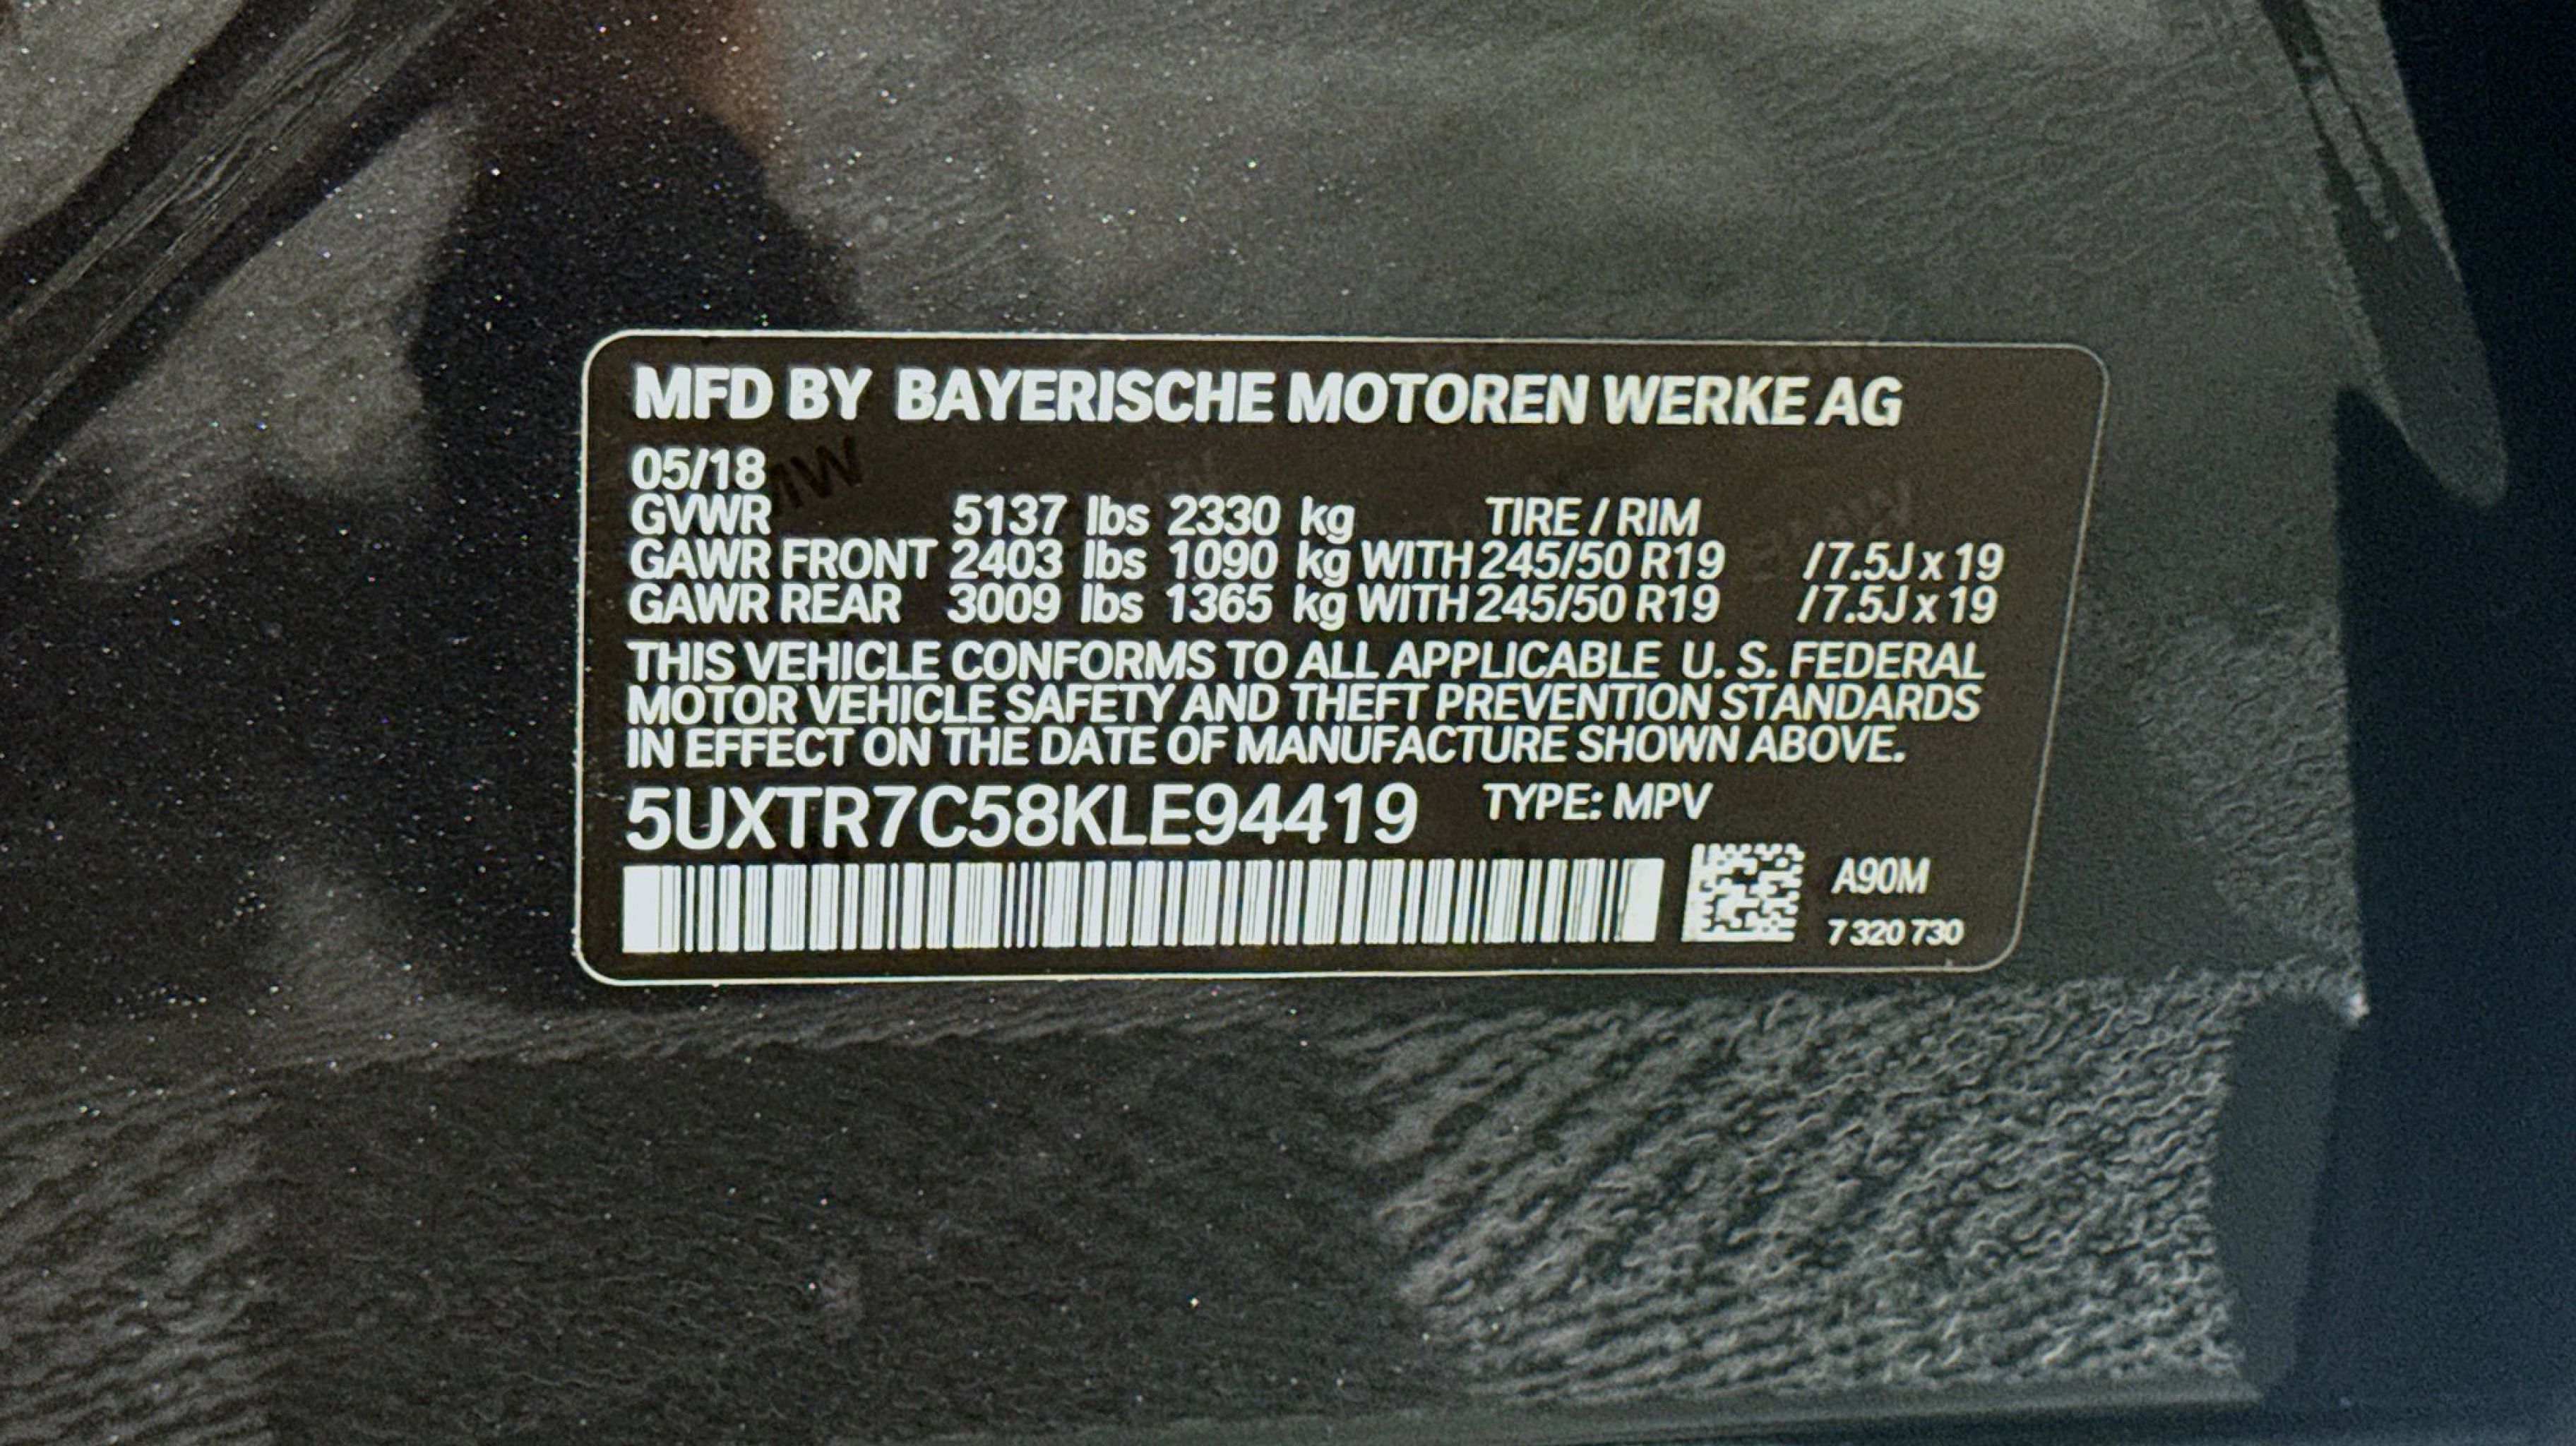 MFD BY BAYERISCHE MOTOREN WERKE AG
05/18
GVWR 5137 lbs 2330 kg TIRE / RIM
GAWR FRONT 2403 lbs 1090 kg WITH 245/50 R19 /7.5J x 19
GAWR REAR 3009 lbs 1365 kg WITH 245/50 R19 /7.5J x 19
THIS VEHICLE CONFORMS TO ALL APPLICABLE U. S. FEDERAL
MOTOR VEHICLE SAFETY AND THEFT PREVENTION STANDARDS
IN EFFECT ON THE DATE OF MANUFACTURE SHOWN ABOVE.
5UXTR7C58KLE94419 TYPE: MPV
A90M
7 320 730